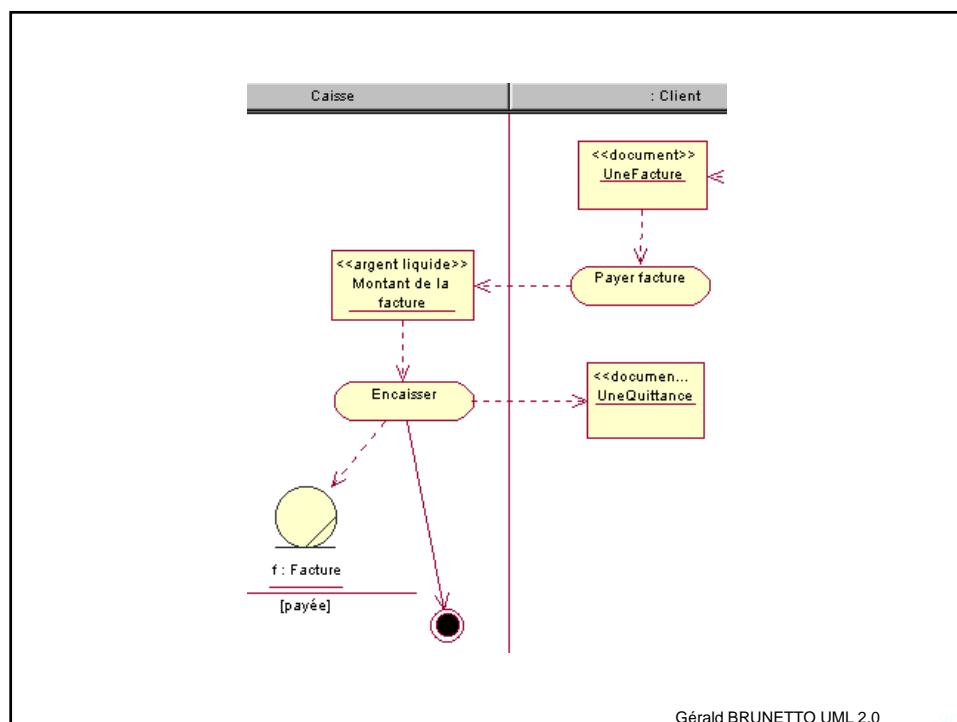 Caisse
: Client
<<document>>
UneFacture
<<argent liquide>>
Montant de la
facture
Payer facture
Encaisser
<<documen...
UneQuittance
f : Facture
[payée]
Gérald BRUNETTO UML 2.0